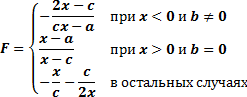 F = { - (2x - c)/(cx - a) при x < 0 и b ≠ 0
(x - a)/(x - c) при x > 0 и b = 0
- x/c - -c/(2x) в остальных случаях